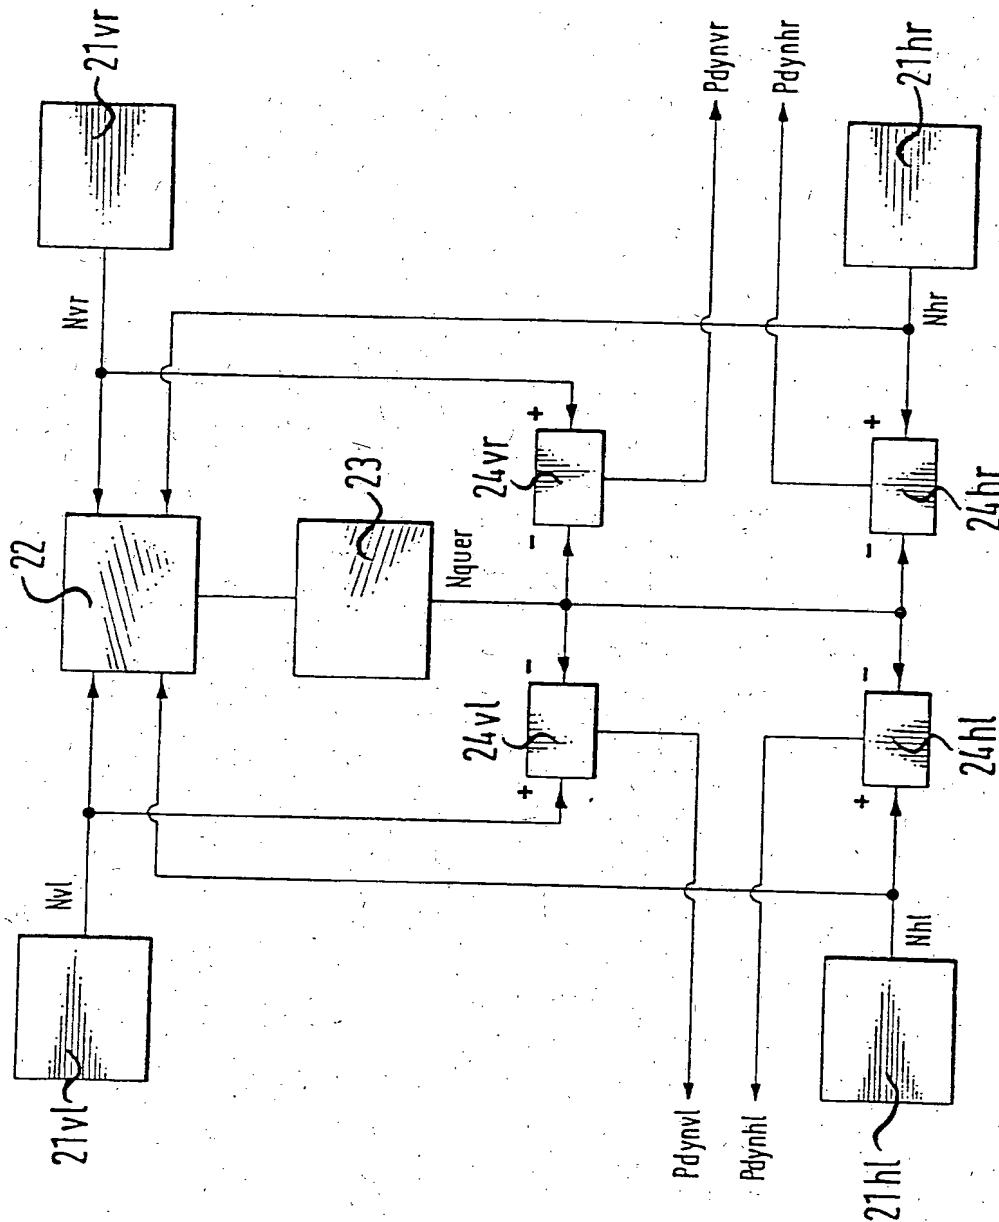 21vl
Nvl
22
Nvr
21vr
23
Nquer
24vl
+
-
24vr
-
+
Pdynvl
Pdynvr
Pdynhl
Pdynhr
24hl
+
-
24hr
-
+
21hl
Nhl
Nhr
21hr